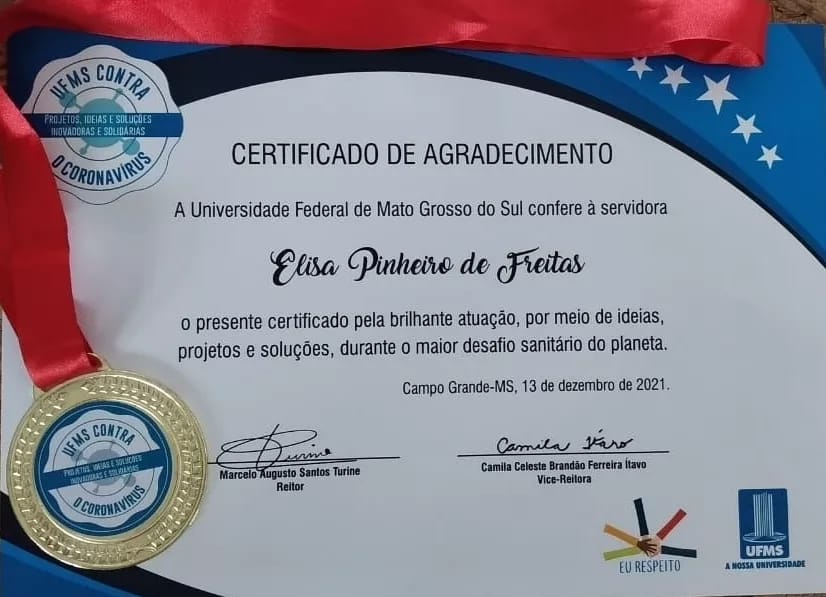 UFMS CONTRA
PROJETOS, IDEIAS E SOLUÇÕES
INOVADORAS E SOLIDÁRIAS
O CORONAVÍRUS
CERTIFICADO DE AGRADECIMENTO
A Universidade Federal de Mato Grosso do Sul confere à servidora
Elisa Pinheiro de Freitas
o presente certificado pela brilhante atuação, por meio de ideias,
projetos e soluções, durante o maior desafio sanitário do planeta.
Campo Grande-MS, 13 de dezembro de 2021.
UFMS CONTRA
PROJETOS, IDEIAS E SOLUÇÕES
INOVADORAS E SOLIDÁRIAS
O CORONAVÍRUS
Turine
Marcelo Augusto Santos Turine
Reitor
Camila Ítavo
Camila Celeste Brandão Ferreira Ítavo
Vice-Reitora
EU RESPEITO
UFMS
A NOSSA UNIVERSIDADE